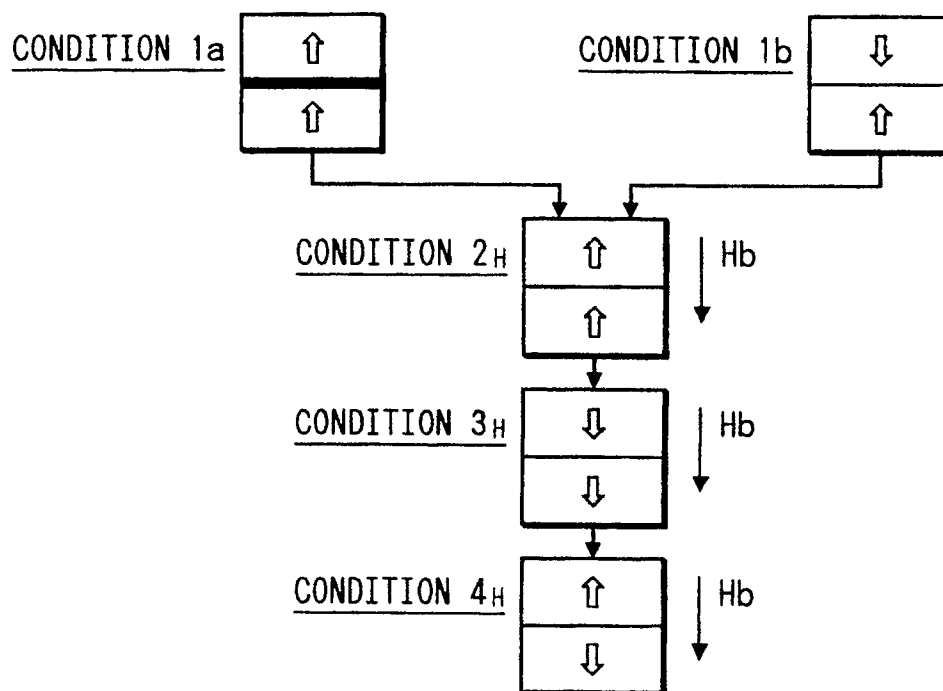 CONDITION 1a
CONDITION 1b
CONDITION 2H
Hb
CONDITION 3H
Hb
CONDITION 4H
Hb